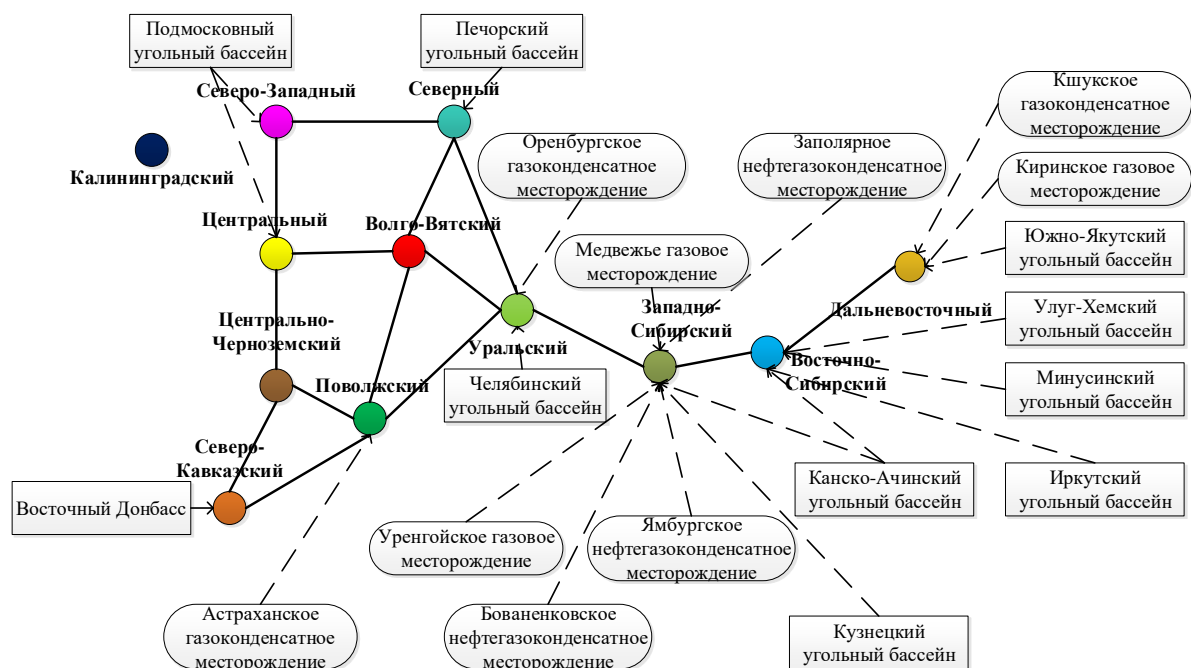 Подмосковный
угольный бассейн
Печорский
угольный бассейн
Северо-Западный
Северный
Кшукское
газоконденсатное
месторождение
Калининградский
Оренбургское
газоконденсатное
месторождение
Заполярное
нефтегазоконденсатное
месторождение
Киринское газовое
месторождение
Центральный
Волго-Вятский
Медвежье газовое
месторождение
Южно-Якутский
угольный бассейн
Центрально-
Черноземский
Западно-
Сибирский
Дальневосточный
Улуг-Хемский
угольный бассейн
Уральский
Восточно-
Сибирский
Поволжский
Челябинский
угольный бассейн
Минусинский
угольный бассейн
Северо-
Кавказский
Восточный Донбасс
Канско-Ачинский
угольный бассейн
Иркутский
угольный бассейн
Уренгойское газовое
месторождение
Ямбургское
нефтегазоконденсатное
месторождение
Астраханское
газоконденсатное
месторождение
Бованенковское
нефтегазоконденсатное
месторождение
Кузнецкий
угольный бассейн